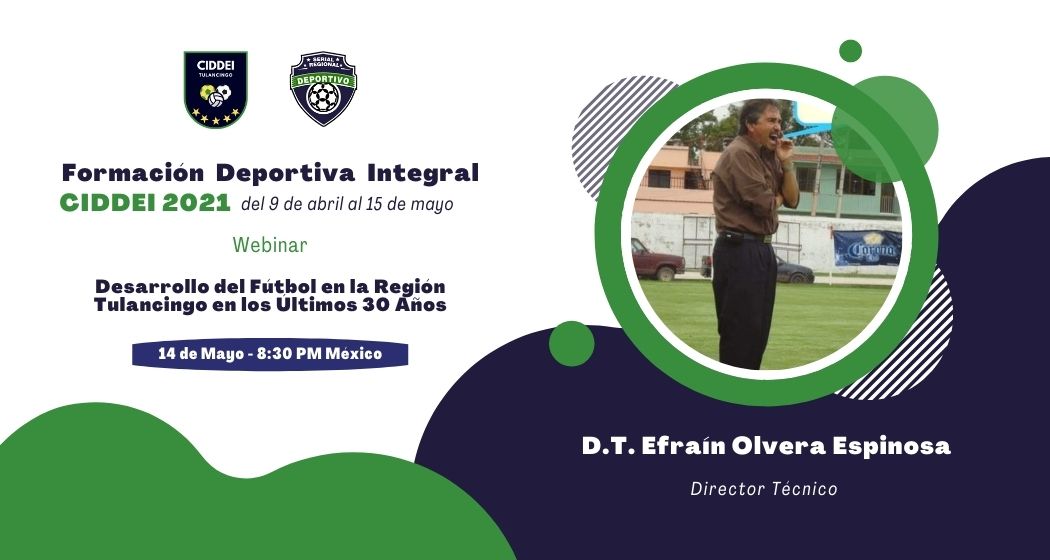 CIDDEI
TULANCINGO
SERIAL
REGIONAL
DEPORTIVO
Formación Deportiva Integral
CIDDEI 2021 del 9 de abril al 15 de mayo
Webinar
Desarrollo del Fútbol en la Región
Tulancingo en los Últimos 30 Años
14 de Mayo - 8:30 PM México
Corona
D.T. Efraín Olvera Espinosa
Director Técnico